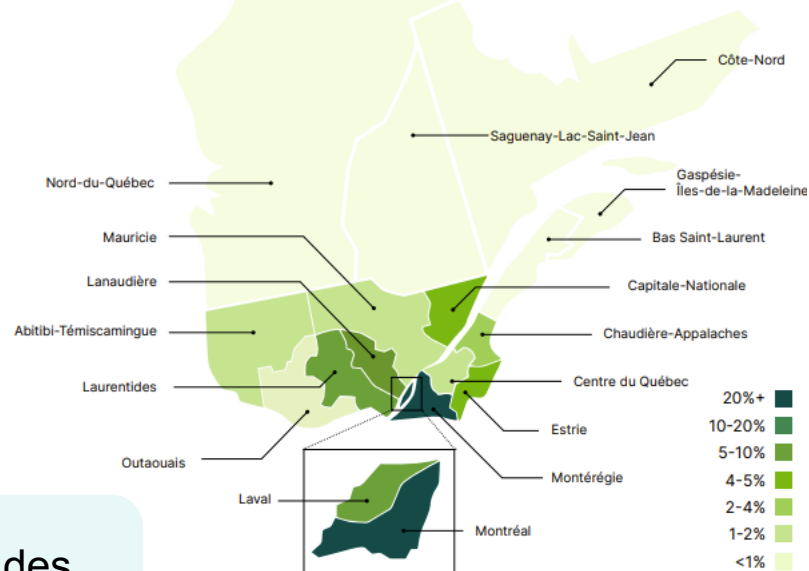 Côte-Nord
Saguenay-Lac-Saint-Jean
Gaspésie-
Îles-de-la-Madeleine
Nord-du-Québec
Bas Saint-Laurent
Mauricie
Lanaudière
Capitale-Nationale
Abitibi-Témiscamingue
Chaudière-Appalaches
Laurentides
Centre du Québec
Estrie
Outaouais
Montérégie
Laval
Montréal
20%+
10-20%
5-10%
4-5%
2-4%
1-2%
<1%
des